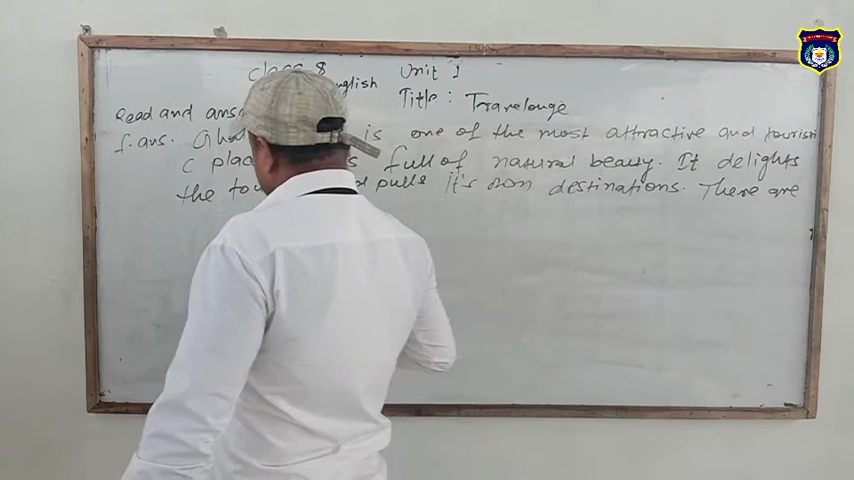 class 8 Unit 1
English
Title : Travelouge
Read and ans
f. ans. Gho is one of the most attractive and touristi
c plac s full of natural beauty. It delights
the tou d pulls it's own destinations. There are